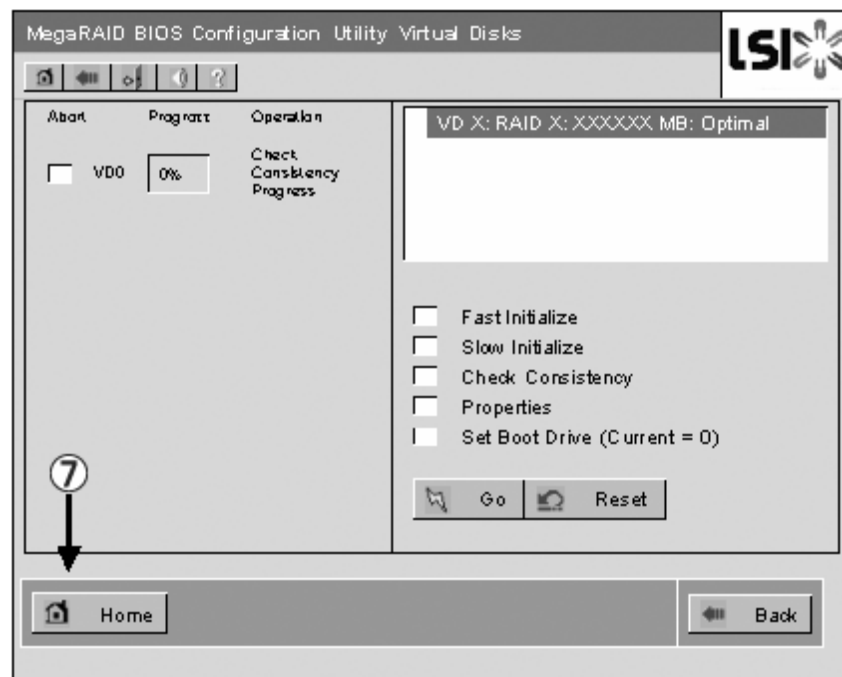 MegaRAID BIOS Configuration Utility Virtual Disks
LSI
Abort Progratt Operation
VD0 0% Check
Consistency
Progress
VD X: RAID X: XXXXXX MB: Optimal
Fast Initialize
Slow Initialize
Check Consistency
Properties
Set Boot Drive (Current = 0)
Go Reset
⑦
Home Back